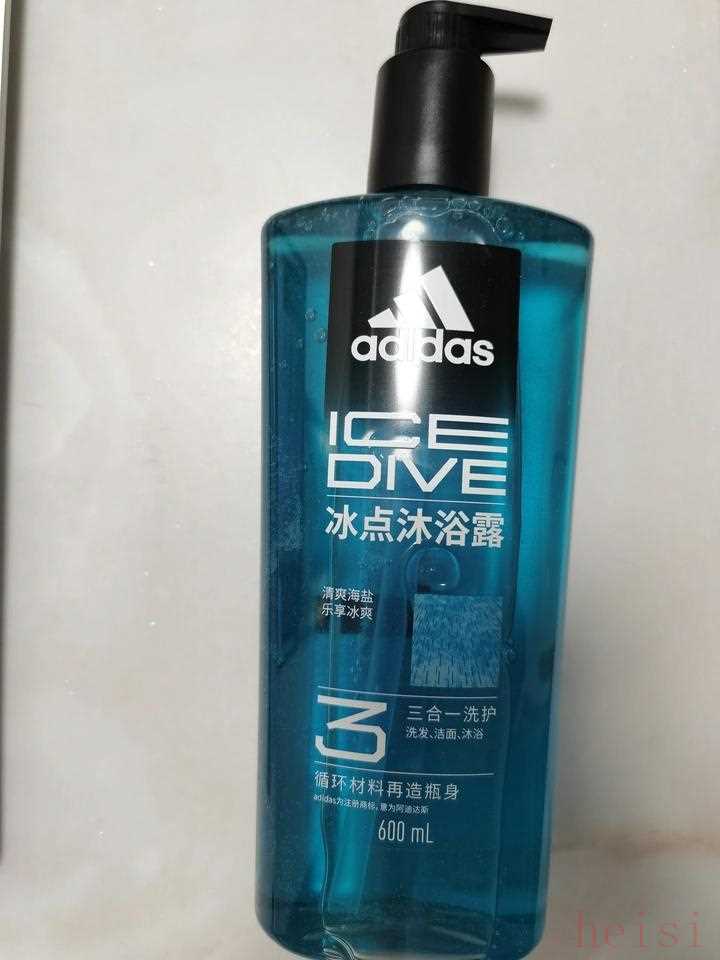 adidas
ICE
DIVE
冰点沐浴露
清爽海盐
乐享冰爽
3
三合一洗护
洗发、洁面、沐浴
循环材料再造瓶身
adidas为注册商标，意为阿迪达斯
600 mL
heisi